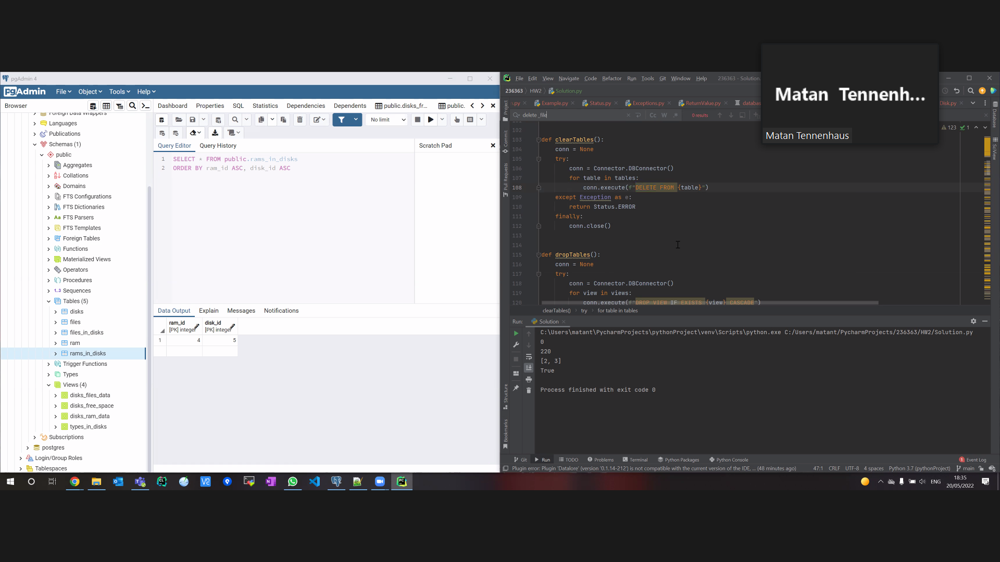 pgAdmin 4
pgAdmin File Object Tools Help
Browser
Dashboard Properties SQL Statistics Dependencies Dependents public.disks_fr... public.
No limit
Foreign Data Wrappers
Languages
Publications
Schemas (1)
public
Aggregates
Collations
Domains
FTS Configurations
FTS Dictionaries
Aa FTS Parsers
FTS Templates
Foreign Tables
Functions
Materialized Views
Operators
Procedures
1..3 Sequences
Tables (5)
disks
files
files_in_disks
ram
rams_in_disks
Trigger Functions
Types
Views (4)
disks_files_data
disks_free_space
disks_ram_data
types_in_disks
Subscriptions
postgres
Login/Group Roles
Tablespaces
Query Editor Query History
Scratch Pad
1 SELECT * FROM public.rams_in_disks
2 ORDER BY ram_id ASC, disk_id ASC
Data Output Explain Messages Notifications
ram_id disk_id
[PK] integer [PK] integer
1 4 5
File Edit View Navigate Code Refactor Run Tools Git Window Help 236363 - Solution.
236363 HW2 Solution.py
.py Example.py Status.py Exceptions.py ReturnValue.py databas Disk.py
delete _file Cc W .* 0 results
123 1
102
103 def clearTables():
104 conn = None
105 try:
106 conn = Connector.DBConnector()
107 for table in tables:
108 conn.execute(f"DELETE FROM {table}")
109 except Exception as e:
110 return Status.ERROR
111 finally:
112 conn.close()
113
114
115 def dropTables():
116 conn = None
117 try:
118 conn = Connector.DBConnector()
119 for view in views:
120 conn.execute(f"DROP VIEW IF EXISTS {view} CASCADE")
clearTables() try for table in tables
Project
Commit
Pull Requests
Structure
Bookmarks
Database
SciView
Matan Tennenh...
Matan Tennenhaus
Run: Solution
C:\Users\matant\PycharmProjects\pythonProject\venv\Scripts\python.exe C:/Users/matant/PycharmProjects/236363/HW2/Solution.py
0
220
[2, 3]
True
Process finished with exit code 0
Git Run TODO Problems Terminal Python Packages Python Console 1 Event Log
Plugin error: Plugin 'Datalore' (version '0.1.14-212') is not compatible with the current version of the IDE, ... (48 minutes ago) 47:1 CRLF UTF-8 4 spaces Python 3.7 (pythonProject) main
ENG
18:35
20/05/2022